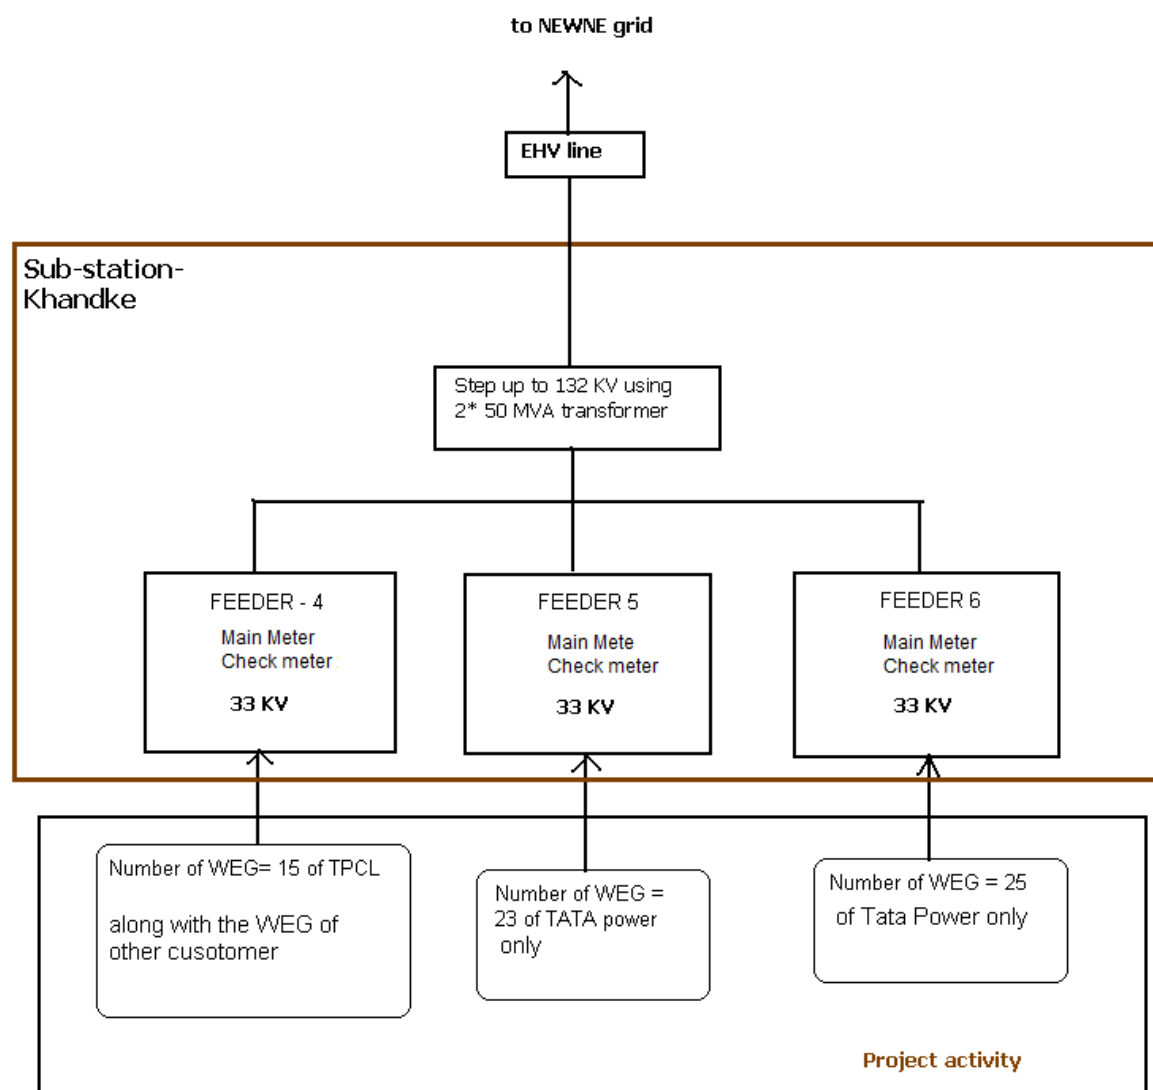 to NEWNE grid
EHV line
Sub-station-
Khandke
Step up to 132 KV using
2* 50 MVA transformer
FEEDER - 4
Main Meter
Check meter
33 KV
FEEDER 5
Main Mete
Check meter
33 KV
FEEDER 6
Main Meter
Check meter
33 KV
Number of WEG= 15 of TPCL
along with the WEG of
other cusotomer
Number of WEG =
23 of TATA power
only
Number of WEG = 25
of Tata Power only
Project activity